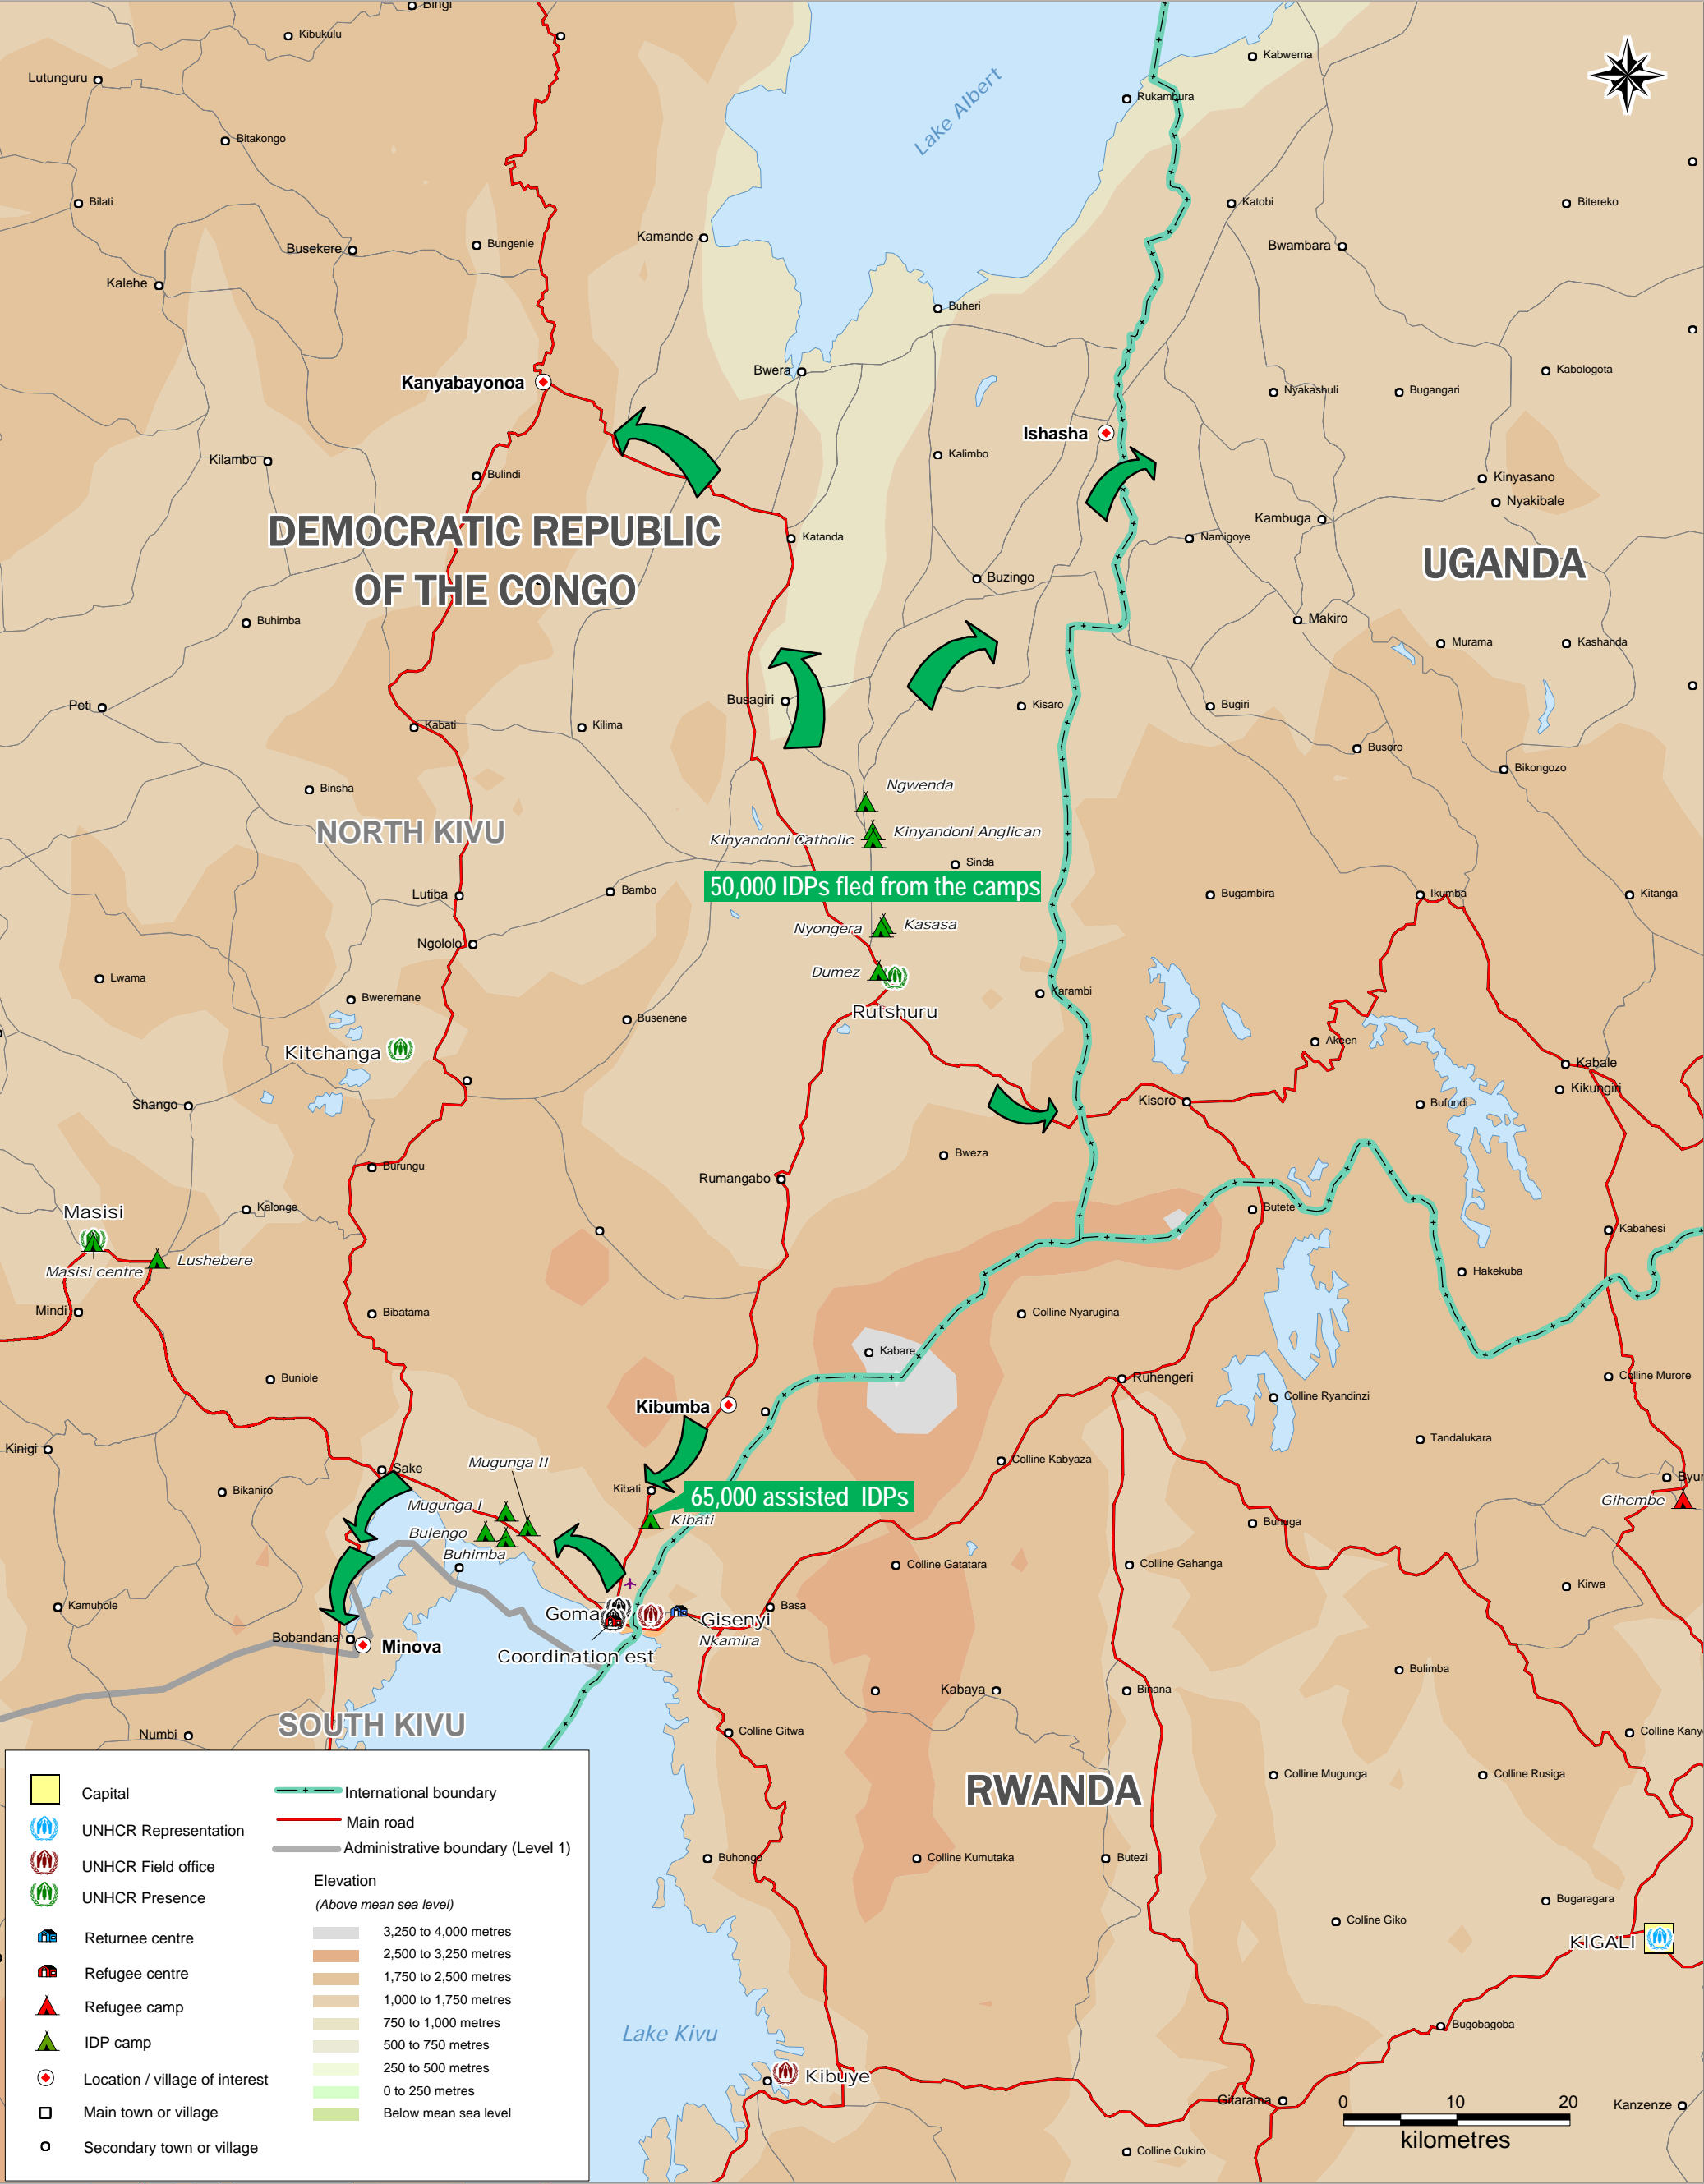 Bingi
Kibukulu
Kabwema
Lutunguru
Rukambura
Lake Albert
Bitakongo
Bilati
Katobi
Bitereko
Kamande
Bungenie
Bwambara
Busekere
Kalehe
Buheri
Bwera
Kabologota
Kanyabayonoa
Nyakashuli
Bugangari
Ishasha
Kalimbo
Kilambo
Bulindi
Kinyasano
Nyakibale
Kambuga
DEMOCRATIC REPUBLIC
OF THE CONGO
Katanda
Namigoye
UGANDA
Buzingo
Buhimba
Makiro
Murama
Kashanda
Busagiri
Peti
Kisaro
Bugiri
Kabati
Kilima
Busoro
Bikongozo
Ngwenda
Binsha
NORTH KIVU
Kinyandoni Catholic
Kinyandoni Anglican
Sinda
50,000 IDPs fled from the camps
Lutiba
Bambo
Bugambira
Ikumba
Kitanga
Nyongera
Kasasa
Ngololo
Dumez
Lwama
Karambi
Bweremane
Rutshuru
Busenene
Kitchanga
Akeen
Kabale
Kikungiri
Shango
Kisoro
Bufundi
Bweza
Burungu
Rumangabo
Masisi
Kalonge
Butete
Kabahesi
Masisi centre
Lushebere
Hakekuba
Mindi
Bibatama
Colline Nyarugina
Kabare
Buniole
Ruhengeri
Colline Murore
Colline Ryandinzi
Kibumba
Kinigi
Tandalukara
Colline Kabyaza
Sake
Mugunga II
Byur
Bikaniro
Kibati
65,000 assisted IDPs
Gihembe
Mugunga I
Kibati
Bulengo
Buhuga
Buhimba
Colline Gatatara
Colline Gahanga
Kirwa
Kamuhole
Goma
Gisenyi
Basa
Nkamira
Bobandana
Minova
Coordination est
Bulimba
Kabaya
Binana
SOUTH KIVU
Numbi
Colline Gitwa
Colline Kany
RWANDA
Colline Mugunga
Colline Rusiga
Capital
International boundary
UNHCR Representation
Main road
Administrative boundary (Level 1)
UNHCR Field office
UNHCR Presence
Elevation
(Above mean sea level)
Buhongo
Colline Kumutaka
Butezi
Bugaragara
Returnee centre
3,250 to 4,000 metres
Colline Giko
KIGALI
2,500 to 3,250 metres
Refugee centre
1,750 to 2,500 metres
Refugee camp
1,000 to 1,750 metres
750 to 1,000 metres
IDP camp
500 to 750 metres
Bugobagoba
Lake Kivu
250 to 500 metres
Location / village of interest
0 to 250 metres
Kibuye
Main town or village
Below mean sea level
Gitarama
0 10 20
kilometres
Kanzenze
Secondary town or village
Colline Cukiro